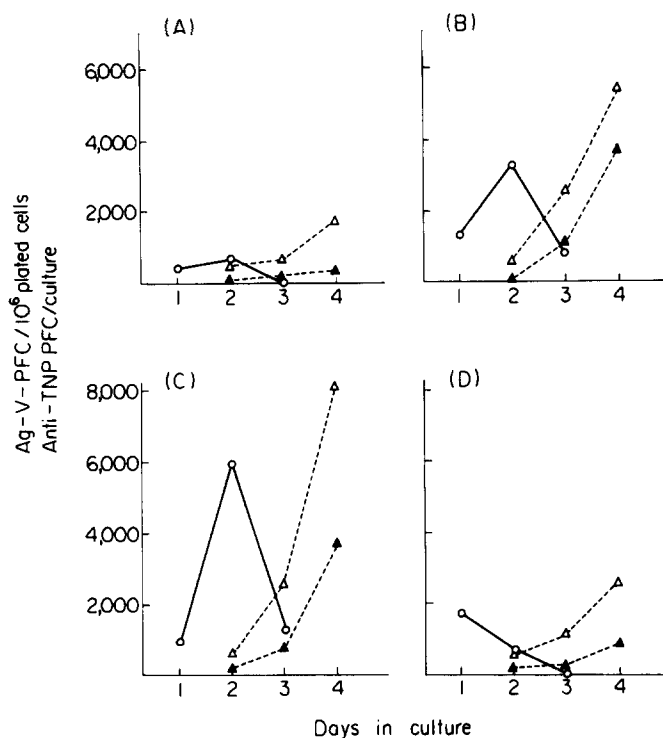 (A)
(B)
6,000
4,000
2,000
1 2 3 4
1 2 3 4
Ag-V-PFC/10⁶ plated cells
Anti-TNP PFC/culture
(C)
(D)
8,000
6,000
4,000
2,000
1 2 3 4
1 2 3 4
Days in culture